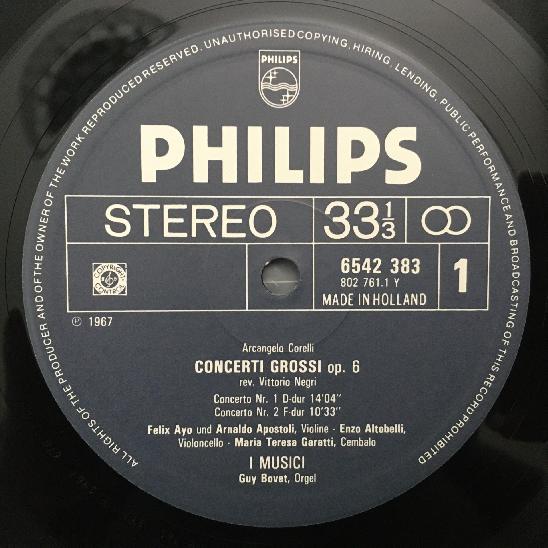 ALL RIGHTS OF THE PRODUCER AND OF THE OWNER OF THE WORK REPRODUCED RESERVED. UNAUTHORISED COPYING, HIRING, LENDING, PUBLIC PERFORMANCE AND BROADCASTING OF THIS RECORD PROHIBITED
PHILIPS
PHILIPS
STEREO 33 1/3
COPYRIGHT CONTROL
6542 383
802 761.1 Y
MADE IN HOLLAND
1
℗ 1967
Arcangelo Corelli
CONCERTI GROSSI op. 6
rev. Vittorio Negri
Concerto Nr. 1 D-dur 14'04"
Concerto Nr. 2 F-dur 10'33"
Felix Ayo und Arnaldo Apostoli, Violine - Enzo Altobelli,
Violoncello - Maria Teresa Garatti, Cembalo
I MUSICI
Guy Bovet, Orgel